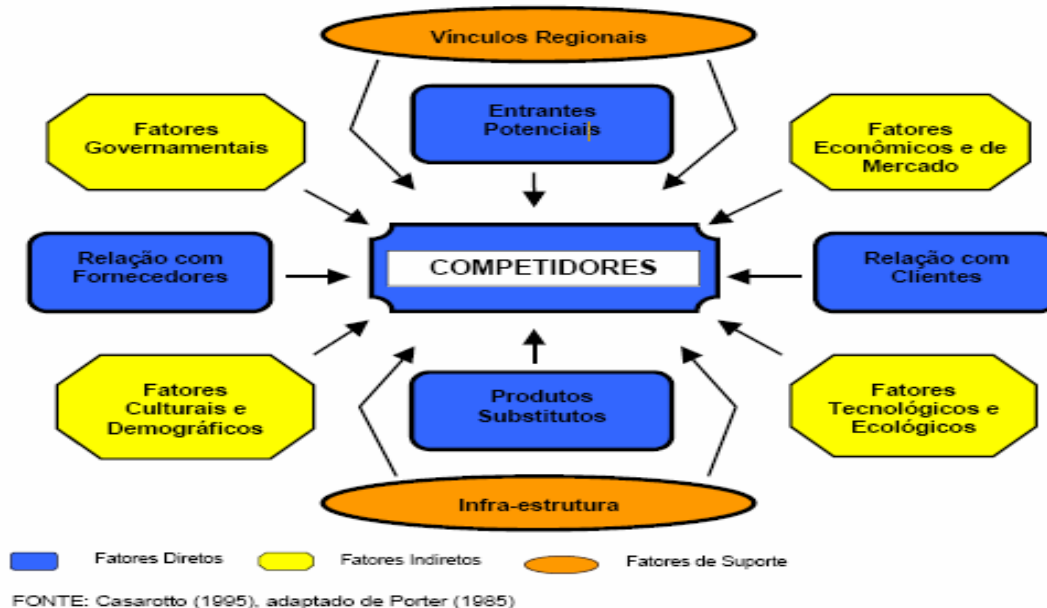 Vínculos Regionais
Entrantes
Potenciais
Fatores
Governamentais
Fatores
Econômicos e de
Mercado
Relação com
Fornecedores
COMPETIDORES
Relação com
Clientes
Fatores
Culturais e
Demográficos
Produtos
Substitutos
Fatores
Tecnológicos e
Ecológicos
Infra-estrutura
Fatores Diretos
Fatores Indiretos
Fatores de Suporte
FONTE: Casarotto (1995), adaptado de Porter (1985)